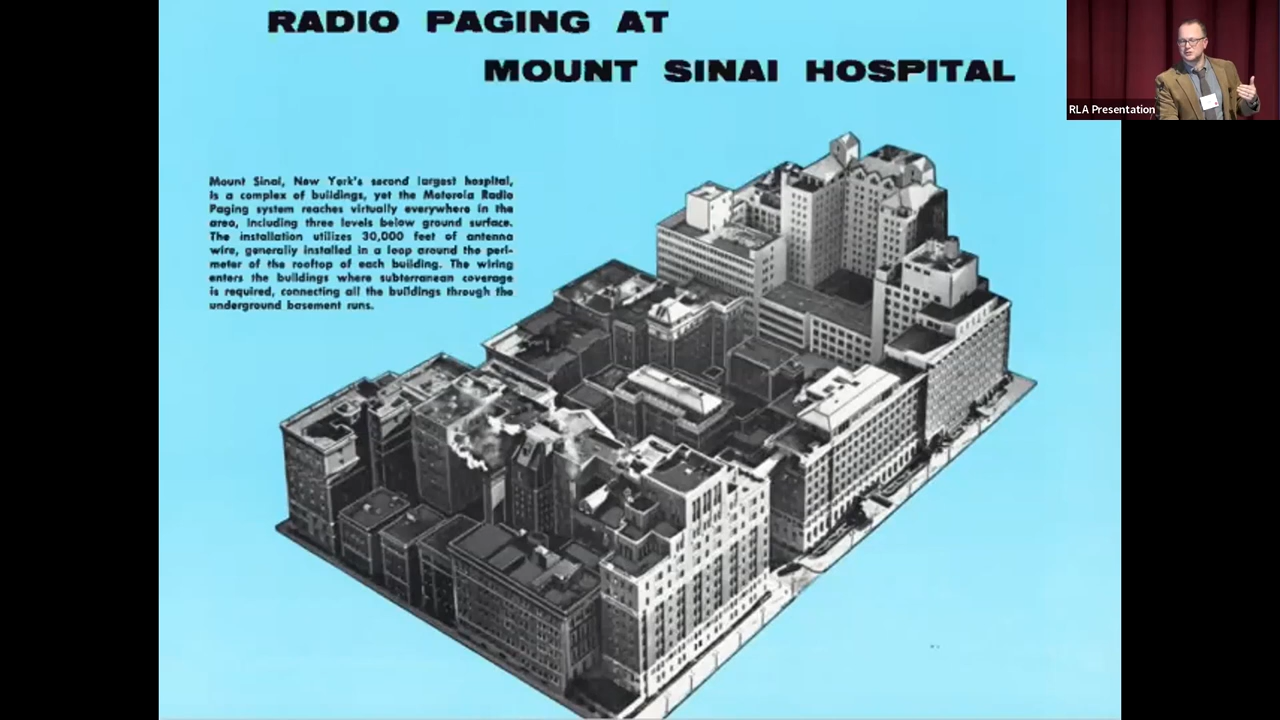 RADIO PAGING AT
MOUNT SINAI HOSPITAL
RLA Presentation
Mount Sinai, New York's second largest hospital,
is a complex of buildings, yet the Motorola Radio
Paging system reaches virtually everywhere in the
area, including three levels below ground surface.
The installation utilizes 30,000 feet of antenna
wire, generally installed in a loop around the peri-
meter of the rooftop of each building. The wiring
enters the buildings where subterranean coverage
is required, connecting all the buildings through the
underground basement runs.